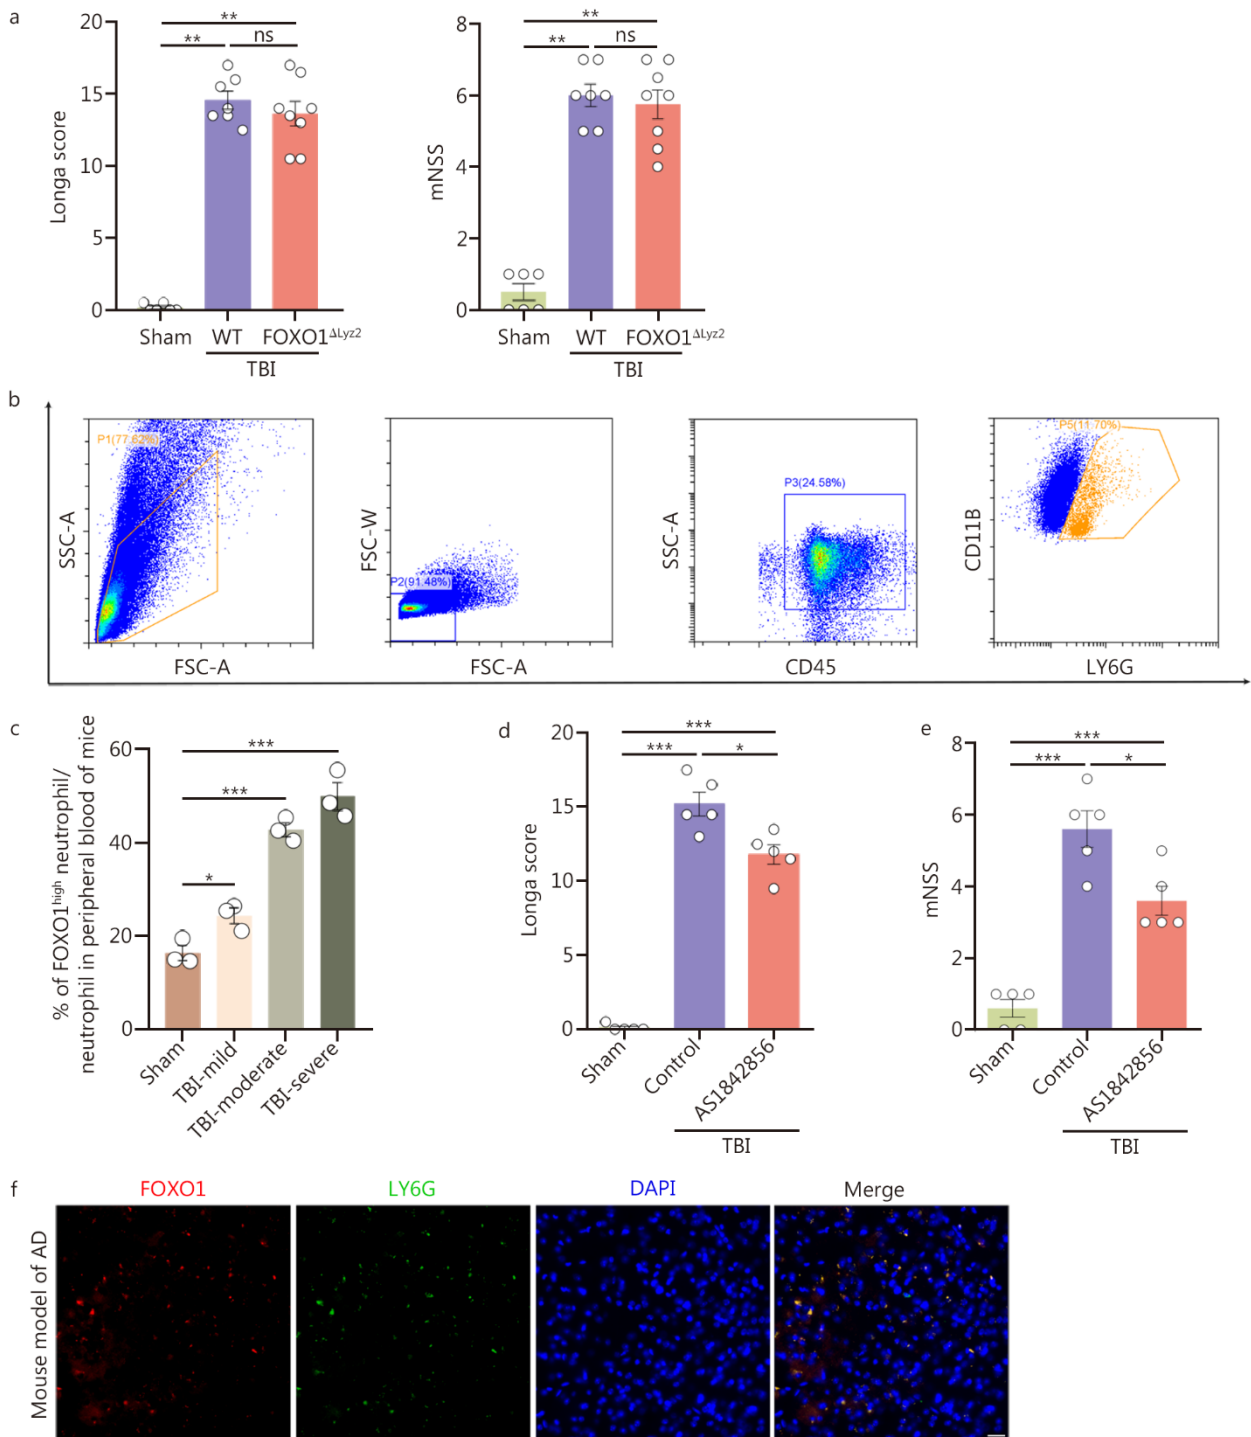 a
20
15
10
5
0
Longa score
**
**
ns
Sham
WT
FOXO1ΔLyz2
TBI
8
6
4
2
0
mNSS
**
**
ns
Sham
WT
FOXO1ΔLyz2
TBI
b
P1(77.62%)
SSC-A
FSC-A
P2(91.48%)
FSC-W
FSC-A
P3(24.58%)
SSC-A
CD45
P5(11.70%)
CD11B
LY6G
c
% of FOXO1high neutrophil/
neutrophil in peripheral blood of mice
60
40
20
0
***
***
*
Sham
TBI-mild
TBI-moderate
TBI-severe
d
Longa score
20
15
10
5
0
***
***
*
Sham
Control
AS1842856
TBI
e
mNSS
8
6
4
2
0
***
***
*
Sham
Control
AS1842856
TBI
f
FOXO1
LY6G
DAPI
Merge
Mouse model of AD